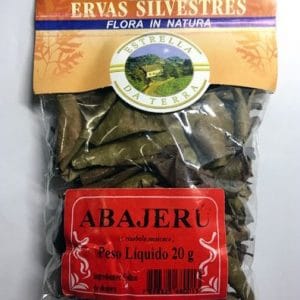 ERVAS SILVESTRES
FLORA IN NATURA
ESTRELLA
DA TERRA
ABAJERÚ
Peso Líquido 20 g